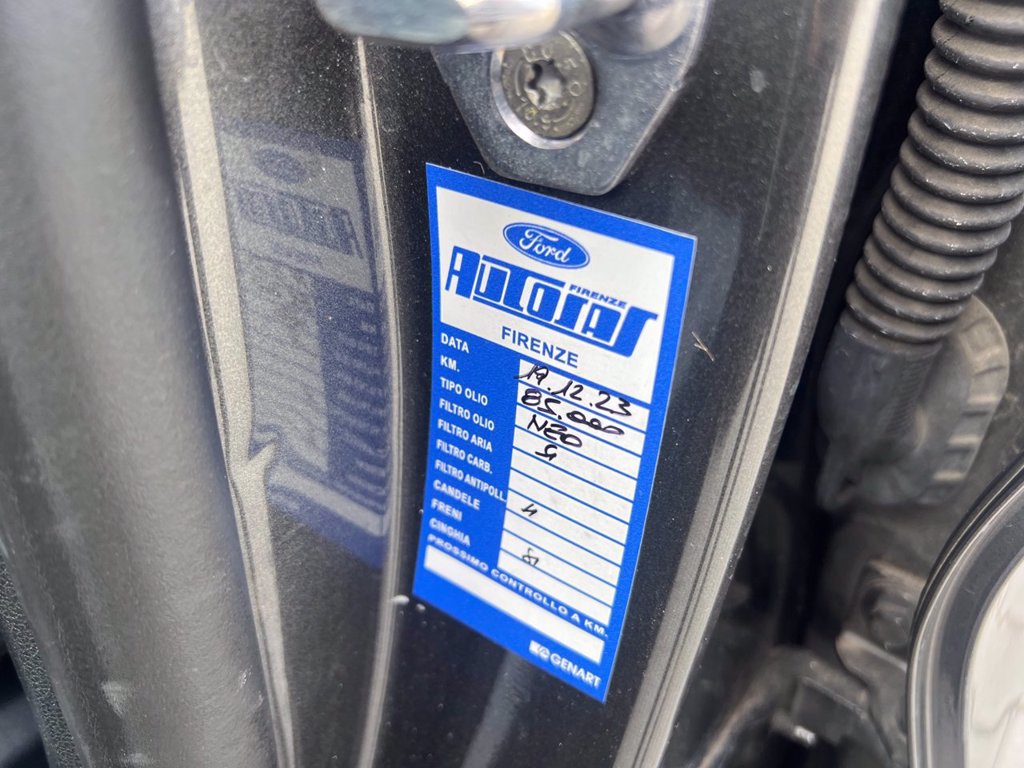 Ford
AUTOSAS
FIRENZE
FIRENZE
DATA 19.12.23
KM. 85.000
TIPO OLIO NEO
FILTRO OLIO
FILTRO ARIA
FILTRO CARB.
FILTRO ANTIPOLL.
CANDELE
FRENI
CINGHIA
PROSSIMO CONTROLLO A KM.
GENART